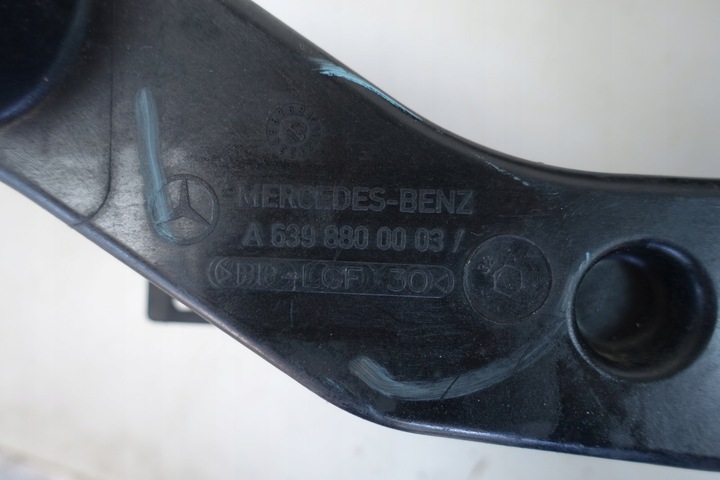 MERCEDES-BENZ
A 639 880 00 03 /
>PP-LGF 30<